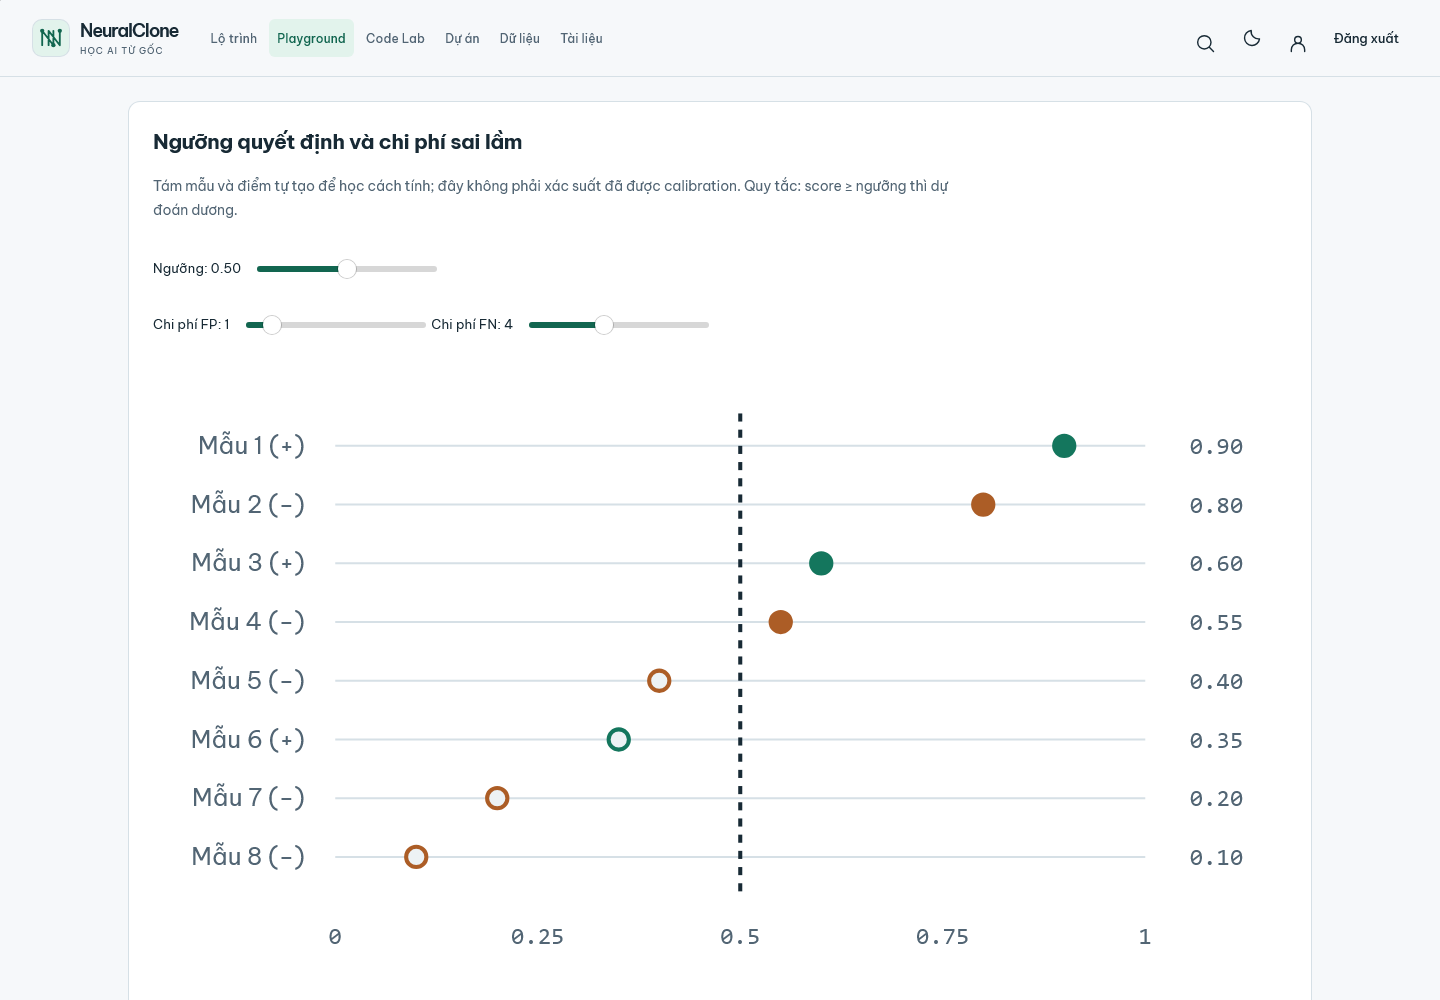 NeuralClone
HỌC AI TỪ GỐC
Lộ trình
Playground
Code Lab
Dự án
Dữ liệu
Tài liệu
Đăng xuất
Ngưỡng quyết định và chi phí sai lầm
Tám mẫu và điểm tự tạo để học cách tính; đây không phải xác suất đã được calibration. Quy tắc: score ≥ ngưỡng thì dự
đoán dương.
Ngưỡng: 0.50
Chi phí FP: 1
Chi phí FN: 4
Mẫu 1 (+) 0.90
Mẫu 2 (−) 0.80
Mẫu 3 (+) 0.60
Mẫu 4 (−) 0.55
Mẫu 5 (−) 0.40
Mẫu 6 (+) 0.35
Mẫu 7 (−) 0.20
Mẫu 8 (−) 0.10
0 0.25 0.5 0.75 1